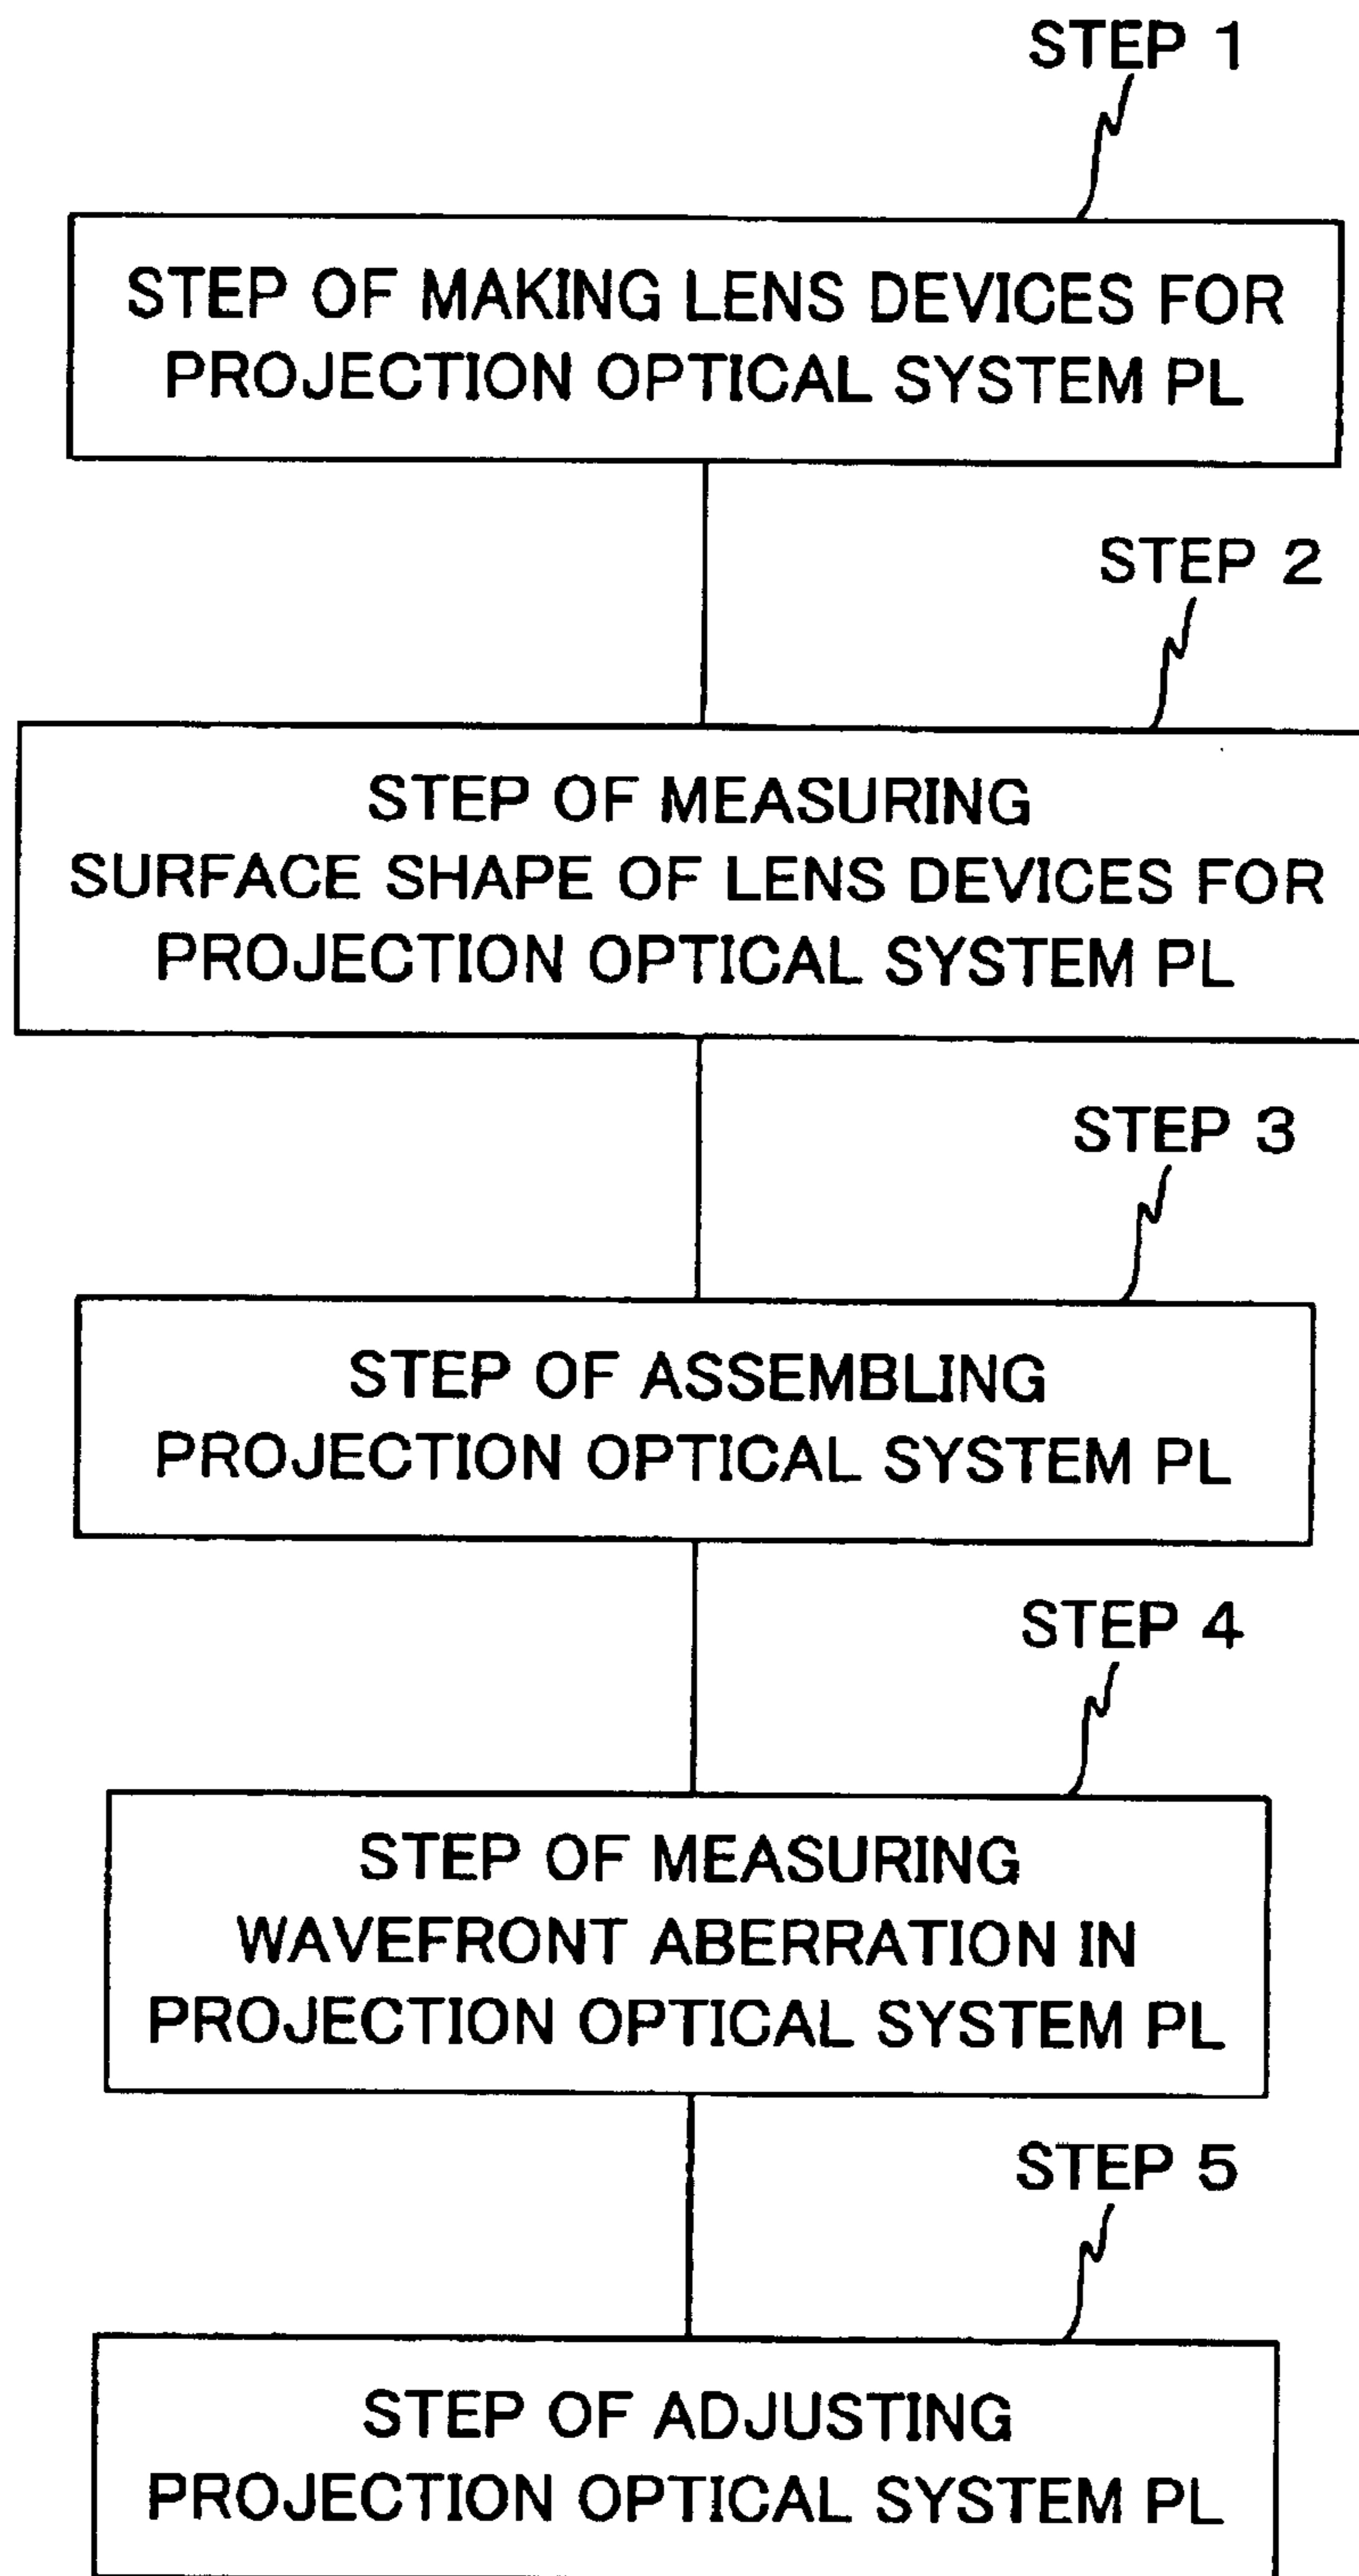 STEP 1
STEP OF MAKING LENS DEVICES FOR
PROJECTION OPTICAL SYSTEM PL
STEP 2
STEP OF MEASURING
SURFACE SHAPE OF LENS DEVICES FOR
PROJECTION OPTICAL SYSTEM PL
STEP 3
STEP OF ASSEMBLING
PROJECTION OPTICAL SYSTEM PL
STEP 4
STEP OF MEASURING
WAVEFRONT ABERRATION IN
PROJECTION OPTICAL SYSTEM PL
STEP 5
STEP OF ADJUSTING
PROJECTION OPTICAL SYSTEM PL